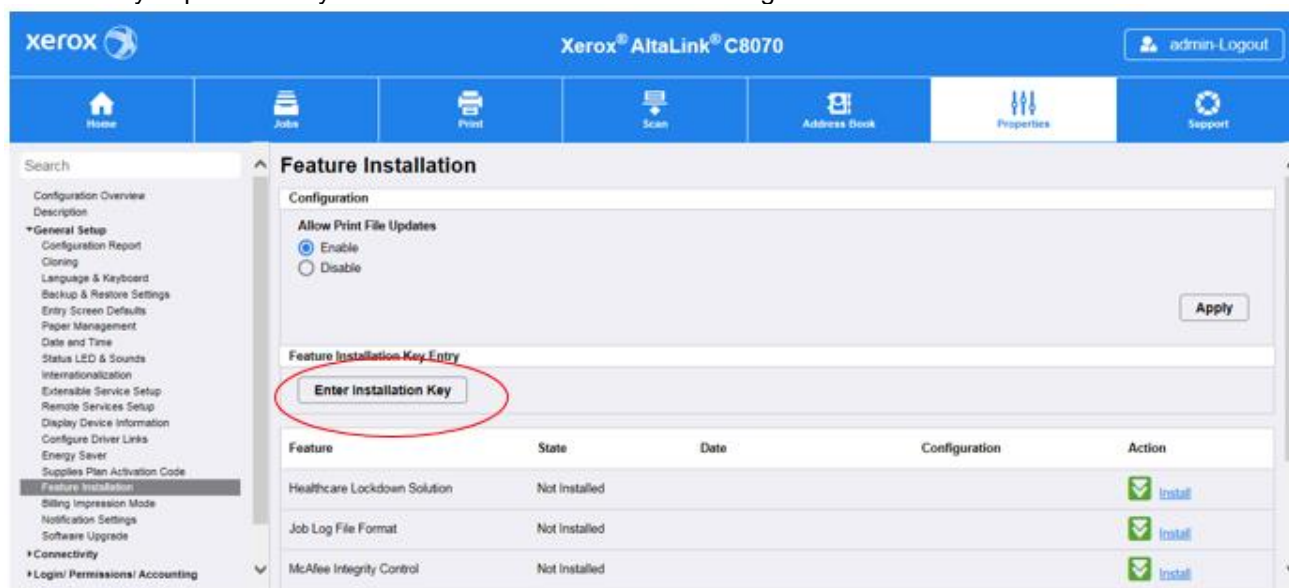 xerox
Xerox® AltaLink® C8070
admin-Logout
Home
Jobs
Print
Scan
Address Book
Properties
Support
Search
Configuration Overview
Description
General Setup
Configuration Report
Cloning
Language & Keyboard
Backup & Restore Settings
Entry Screen Defaults
Paper Management
Date and Time
Status LED & Sounds
Internationalization
Extensible Service Setup
Remote Services Setup
Display Device Information
Configure Driver Links
Energy Saver
Supplies Plan Activation Code
Feature Installation
Billing Impression Mode
Notification Settings
Software Upgrade
Connectivity
Login/ Permissions/ Accounting
Feature Installation
Configuration
Allow Print File Updates
Enable
Disable
Apply
Feature Installation Key Entry
Enter Installation Key
Feature State Date Configuration Action
Healthcare Lockdown Solution Not Installed Install
Job Log File Format Not Installed Install
McAfee Integrity Control Not Installed Install